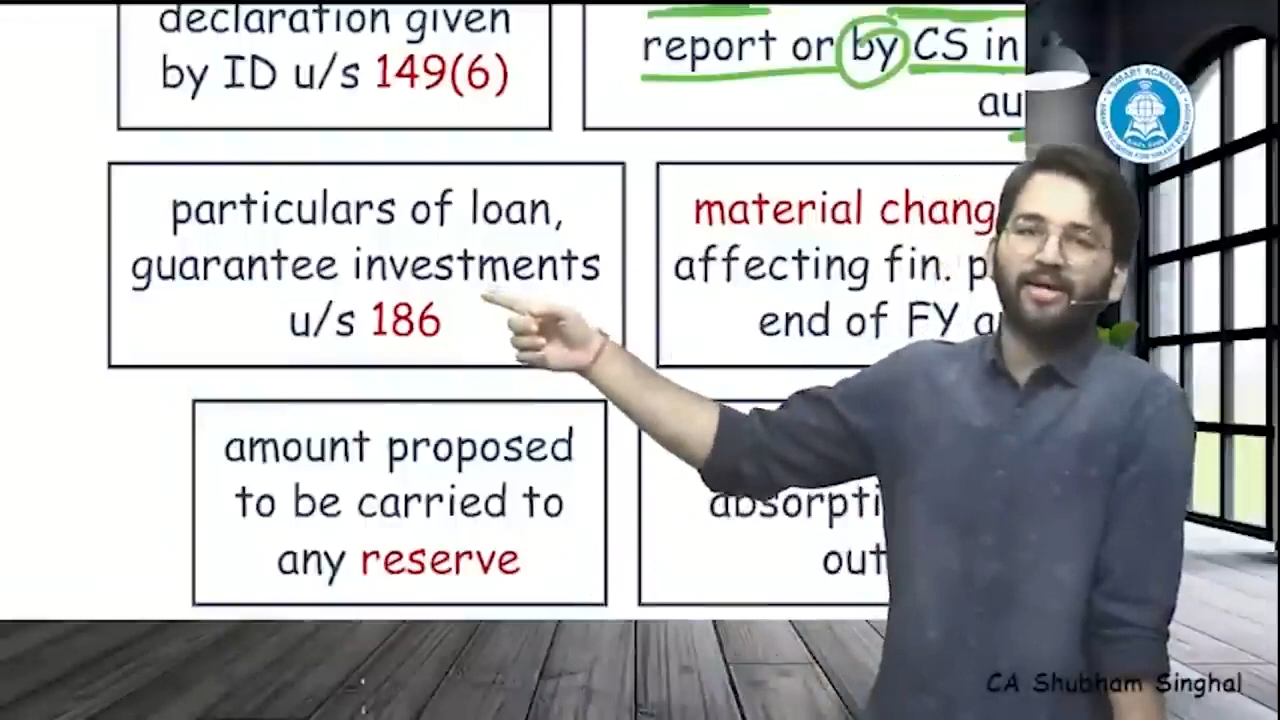 declaration given
by ID u/s 149(6)
report or by CS in
au
particulars of loan,
guarantee investments
u/s 186
material chang
affecting fin. p
end of FY a
amount proposed
to be carried to
any reserve
absorpti
out
V'SMART ACADEMY
CA Shubham Singhal